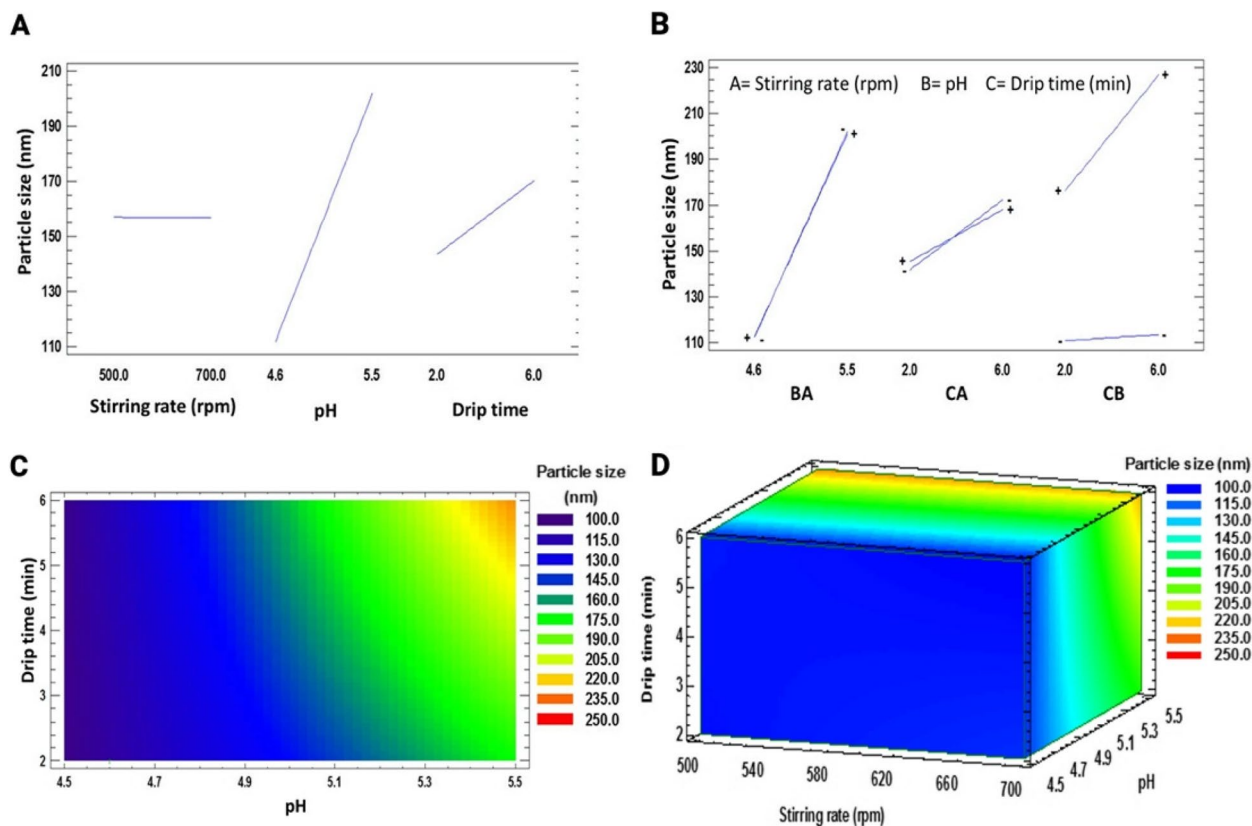 A
Particle size (nm)
210
190
170
150
130
110
500.0 700.0 4.6 5.5 2.0 6.0
Stirring rate (rpm) pH Drip time
B
Particle size (nm)
230
210
190
170
150
130
110
A= Stirring rate (rpm) B= pH C= Drip time (min)
+ - - +
+ - - +
+ + - -
4.6 5.5 2.0 6.0 2.0 6.0
BA CA CB
C
Drip time (min)
6
5
4
3
2
4.5 4.7 4.9 5.1 5.3 5.5
pH
Particle size
(nm)
100.0
115.0
130.0
145.0
160.0
175.0
190.0
205.0
220.0
235.0
250.0
D
Drip time (min)
6
5
4
3
2
500 540 580 620 660 700
Stirring rate (rpm)
4.5 4.7 4.9 5.1 5.3 5.5
pH
Particle size (nm)
100.0
115.0
130.0
145.0
160.0
175.0
190.0
205.0
220.0
235.0
250.0